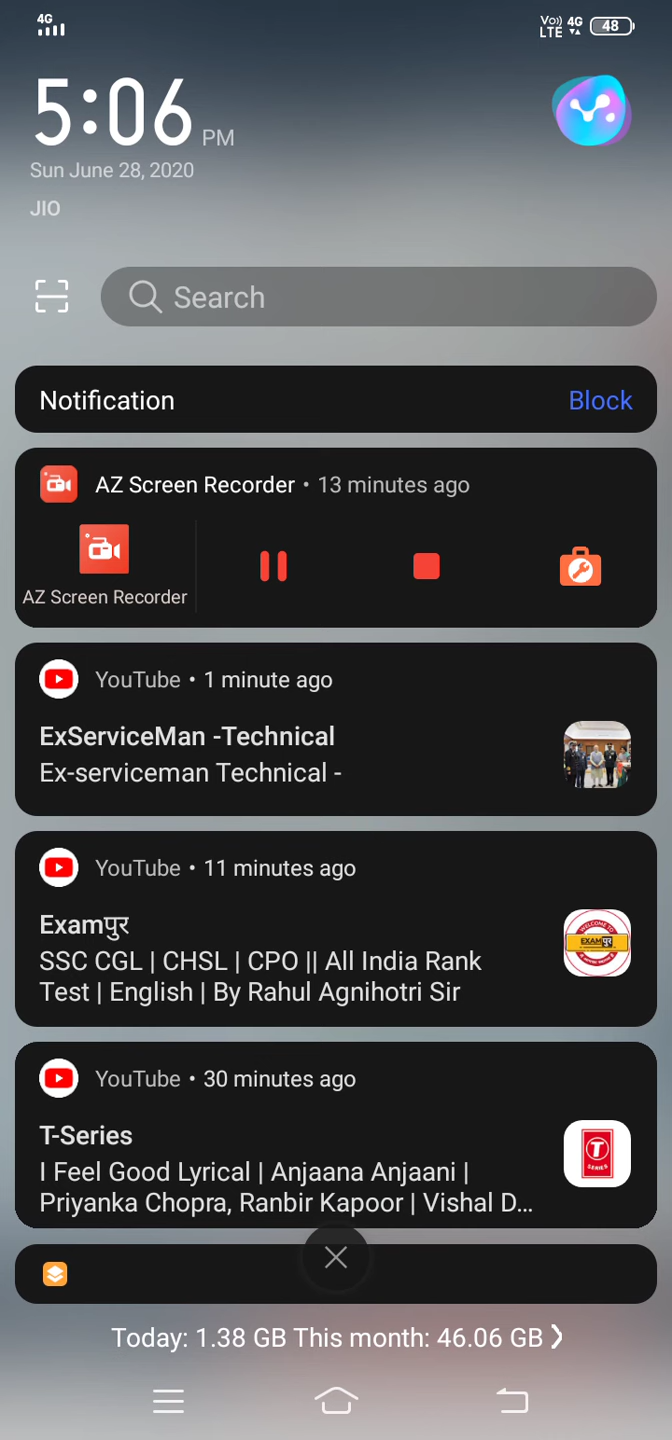 4G
Vo)) LTE 4G 48
5:06 PM
Sun June 28, 2020
JIO
Search
Notification Block
AZ Screen Recorder • 13 minutes ago
AZ Screen Recorder
YouTube • 1 minute ago
ExServiceMan -Technical
Ex-serviceman Technical -
YouTube • 11 minutes ago
Examपुर
SSC CGL | CHSL | CPO || All India Rank
Test | English | By Rahul Agnihotri Sir
WELCOME TO
EXAMपुर
YouTube • 30 minutes ago
T-Series
I Feel Good Lyrical | Anjaana Anjaani |
Priyanka Chopra, Ranbir Kapoor | Vishal D...
T
SERIES
Today: 1.38 GB This month: 46.06 GB